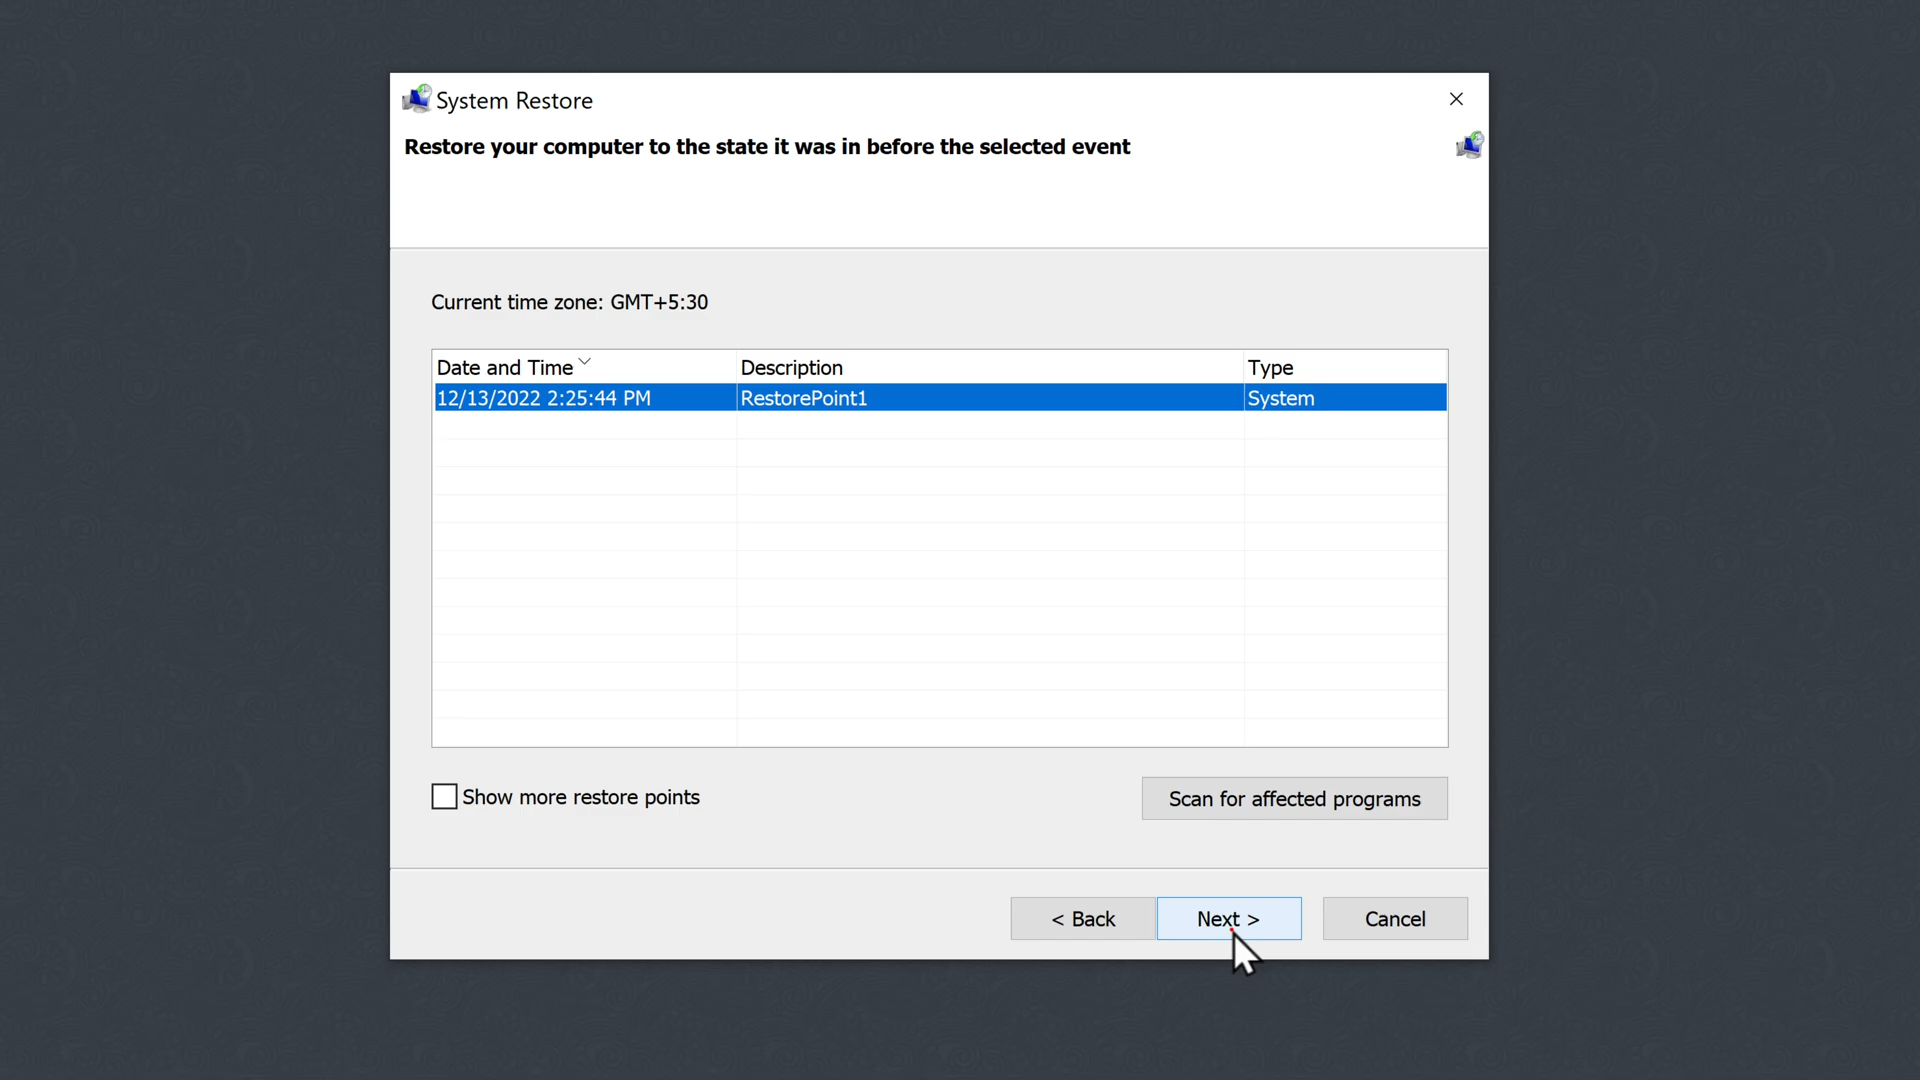 System Restore
Restore your computer to the state it was in before the selected event
Current time zone: GMT+5:30
Date and Time Description Type
12/13/2022 2:25:44 PM RestorePoint1 System
Show more restore points
Scan for affected programs
< Back
Next >
Cancel